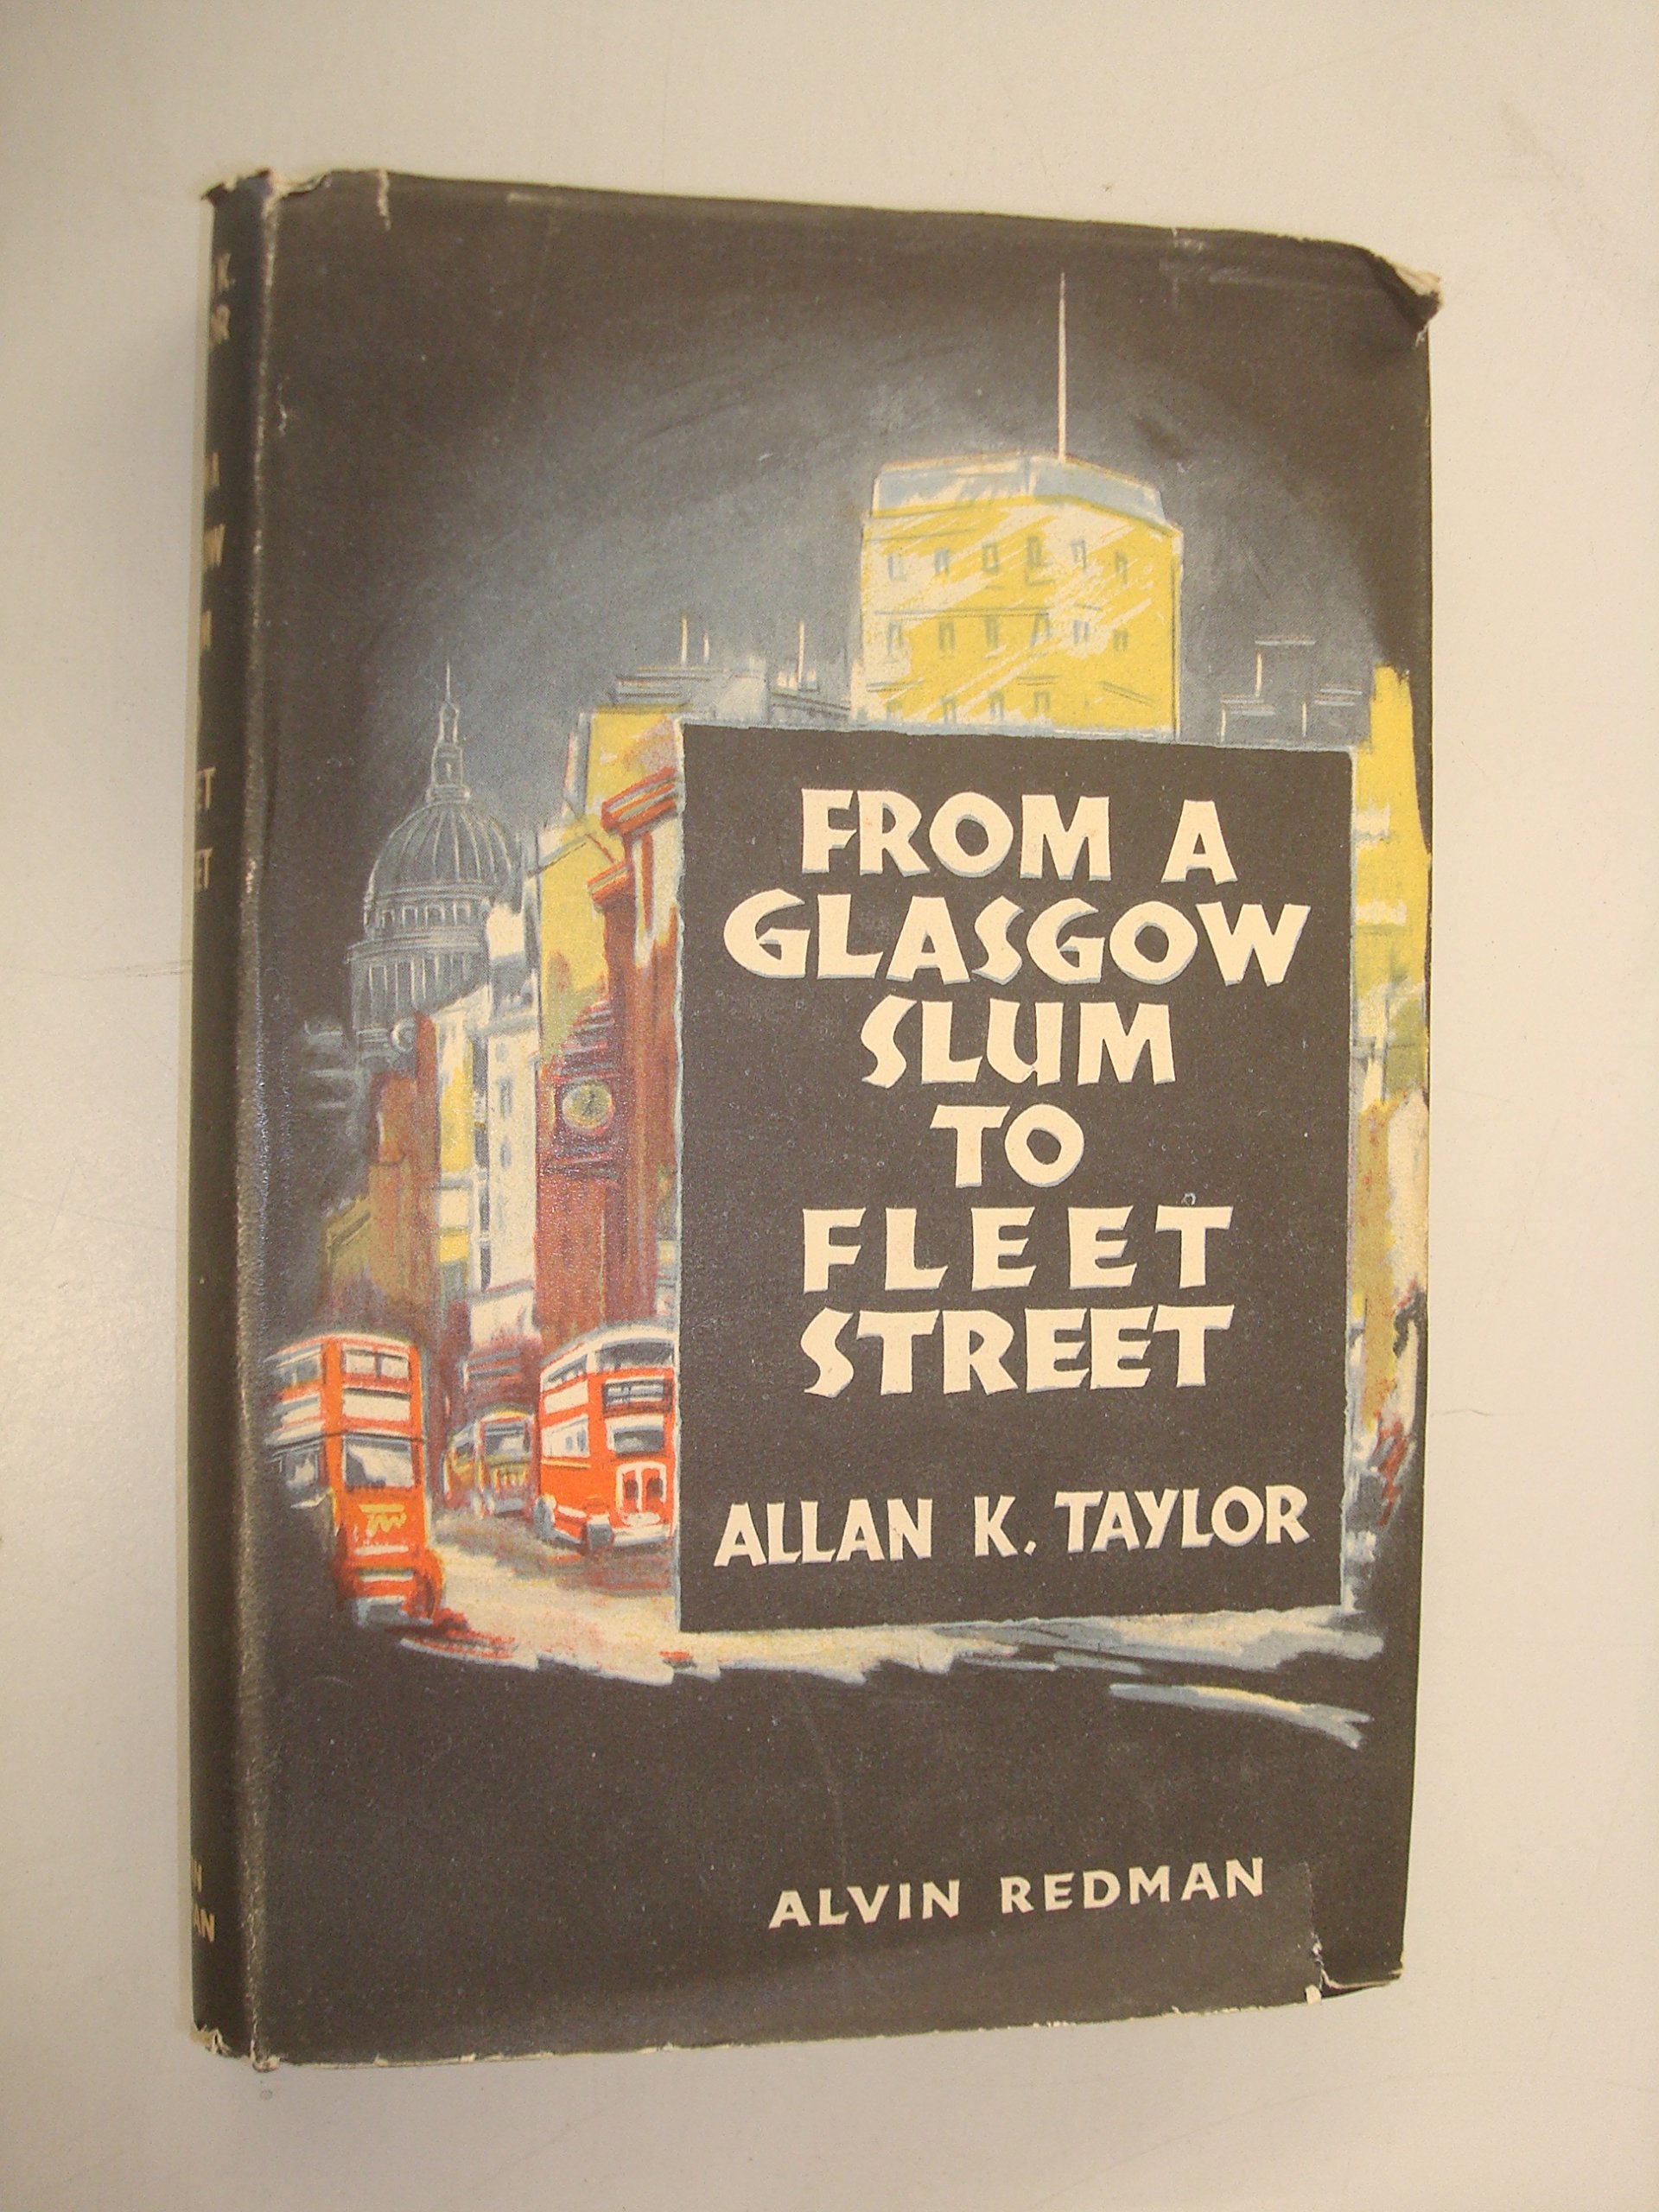 FROM A
GLASGOW
SLUM
TO
FLEET
STREET
ALLAN K. TAYLOR
ALVIN REDMAN